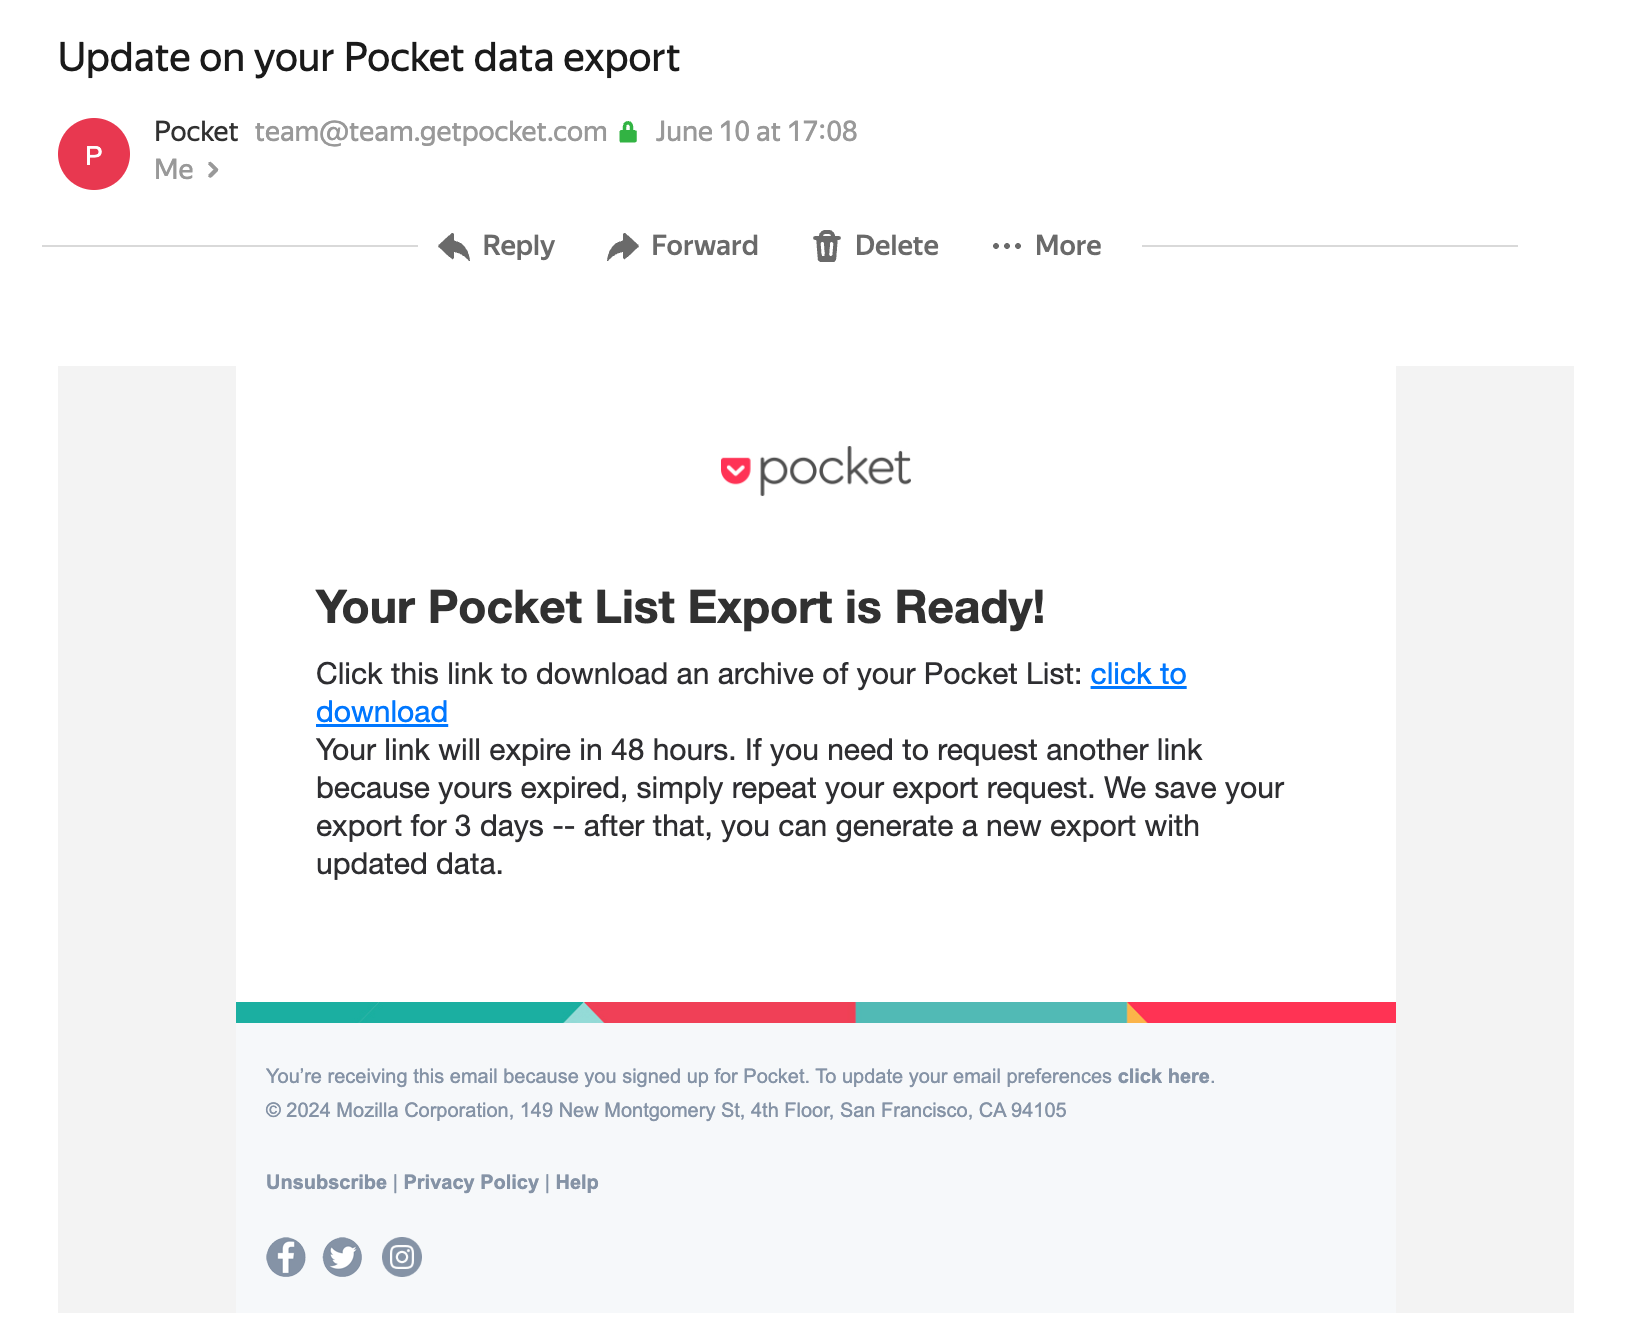 Update on your Pocket data export
P
Pocket team@team.getpocket.com June 10 at 17:08
Me >
Reply Forward Delete ··· More
pocket
Your Pocket List Export is Ready!
Click this link to download an archive of your Pocket List: click to
download
Your link will expire in 48 hours. If you need to request another link
because yours expired, simply repeat your export request. We save your
export for 3 days -- after that, you can generate a new export with
updated data.
You’re receiving this email because you signed up for Pocket. To update your email preferences click here.
© 2024 Mozilla Corporation, 149 New Montgomery St, 4th Floor, San Francisco, CA 94105
Unsubscribe | Privacy Policy | Help